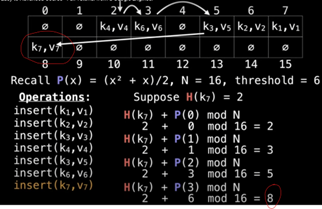 0 1 2 3 4 5 6 7
∅ ∅ k₄,v₄ k₆,v₆ ∅ k₃,v₅ k₂,v₂ k₁,v₁
k₇,v₇ ∅ ∅ ∅ ∅ ∅ ∅ ∅
8 9 10 11 12 13 14 15
Recall P(x) = (x² + x)/2, N = 16, threshold = 6
Operations: Suppose H(k₇) = 2
insert(k₁,v₁)
insert(k₂,v₂)
insert(k₃,v₃)
insert(k₄,v₄)
insert(k₃,v₅)
insert(k₆,v₆)
insert(k₇,v₇)
H(k₇) + P(0) mod N
2 + 0 mod 16 = 2
H(k₇) + P(1) mod N
2 + 1 mod 16 = 3
H(k₇) + P(2) mod N
2 + 3 mod 16 = 5
H(k₇) + P(3) mod N
2 + 6 mod 16 = 8